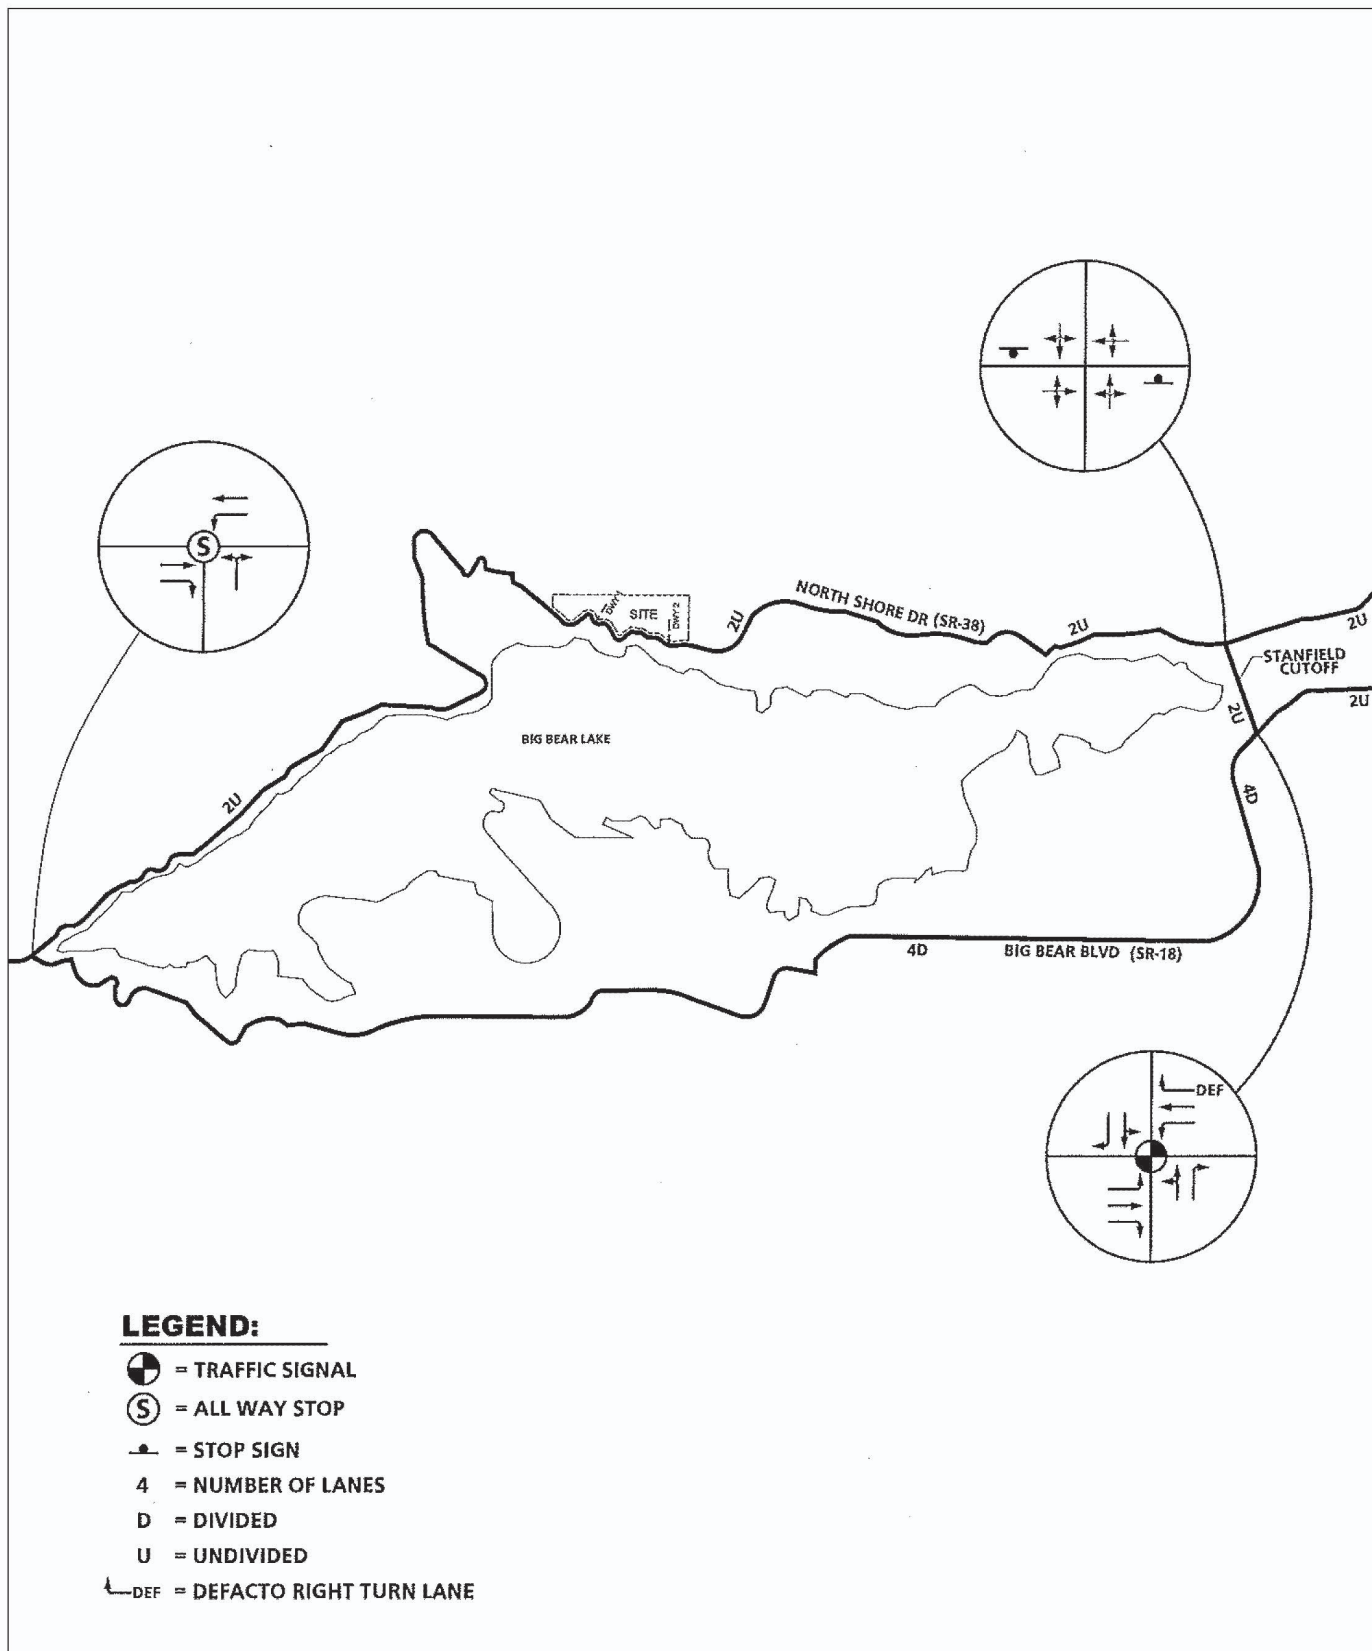 S
DWY 1
SITE
DWY 2
2U
NORTH SHORE DR (SR-38)
2U
2U
STANFIELD
CUTOFF
2U
2U
BIG BEAR LAKE
2U
4D
4D
BIG BEAR BLVD (SR-18)
DEF
LEGEND:
= TRAFFIC SIGNAL
S = ALL WAY STOP
= STOP SIGN
4 = NUMBER OF LANES
D = DIVIDED
U = UNDIVIDED
DEF = DEFACTO RIGHT TURN LANE